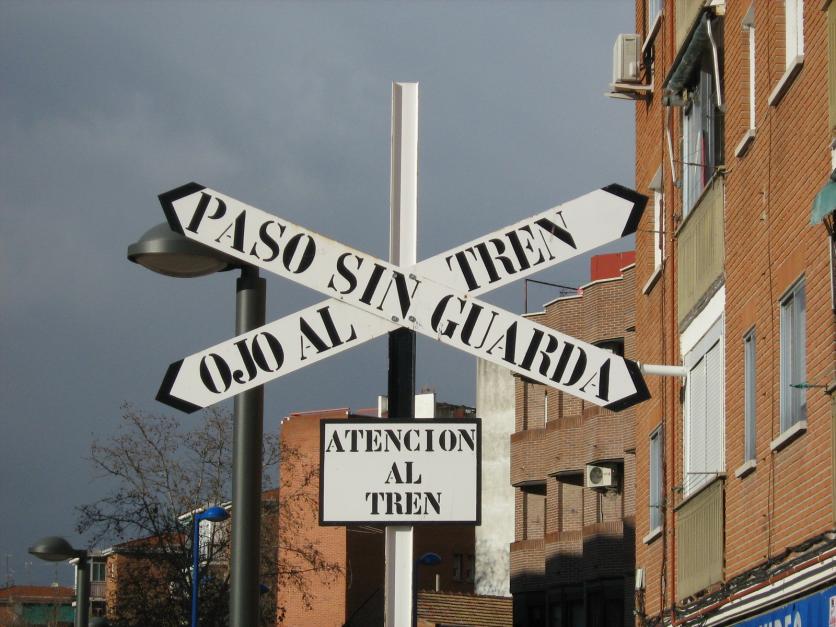 PASO SIN GUARDA
OJO AL TREN
ATENCION
AL
TREN